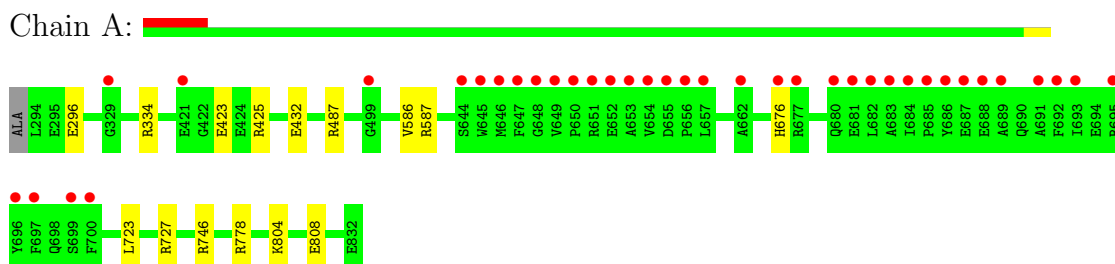 Chain A:
ALA L294 E295 E296 G329 R334 E421 G422 E423 E424 R425 E432 R487 G499 V586 R587 S644 W645 M646 F647 G648 V649 P650 R651 E652 A653 V654 D655 P656 L657 A662 H676 R677 Q680 E681 L682 A683 I684 P685 Y686 E687 E688 A689 Q690 A691 F692 I693 E694 R695
Y696 F697 Q698 S699 F700 L723 R727 R746 R778 K804 E808 E832